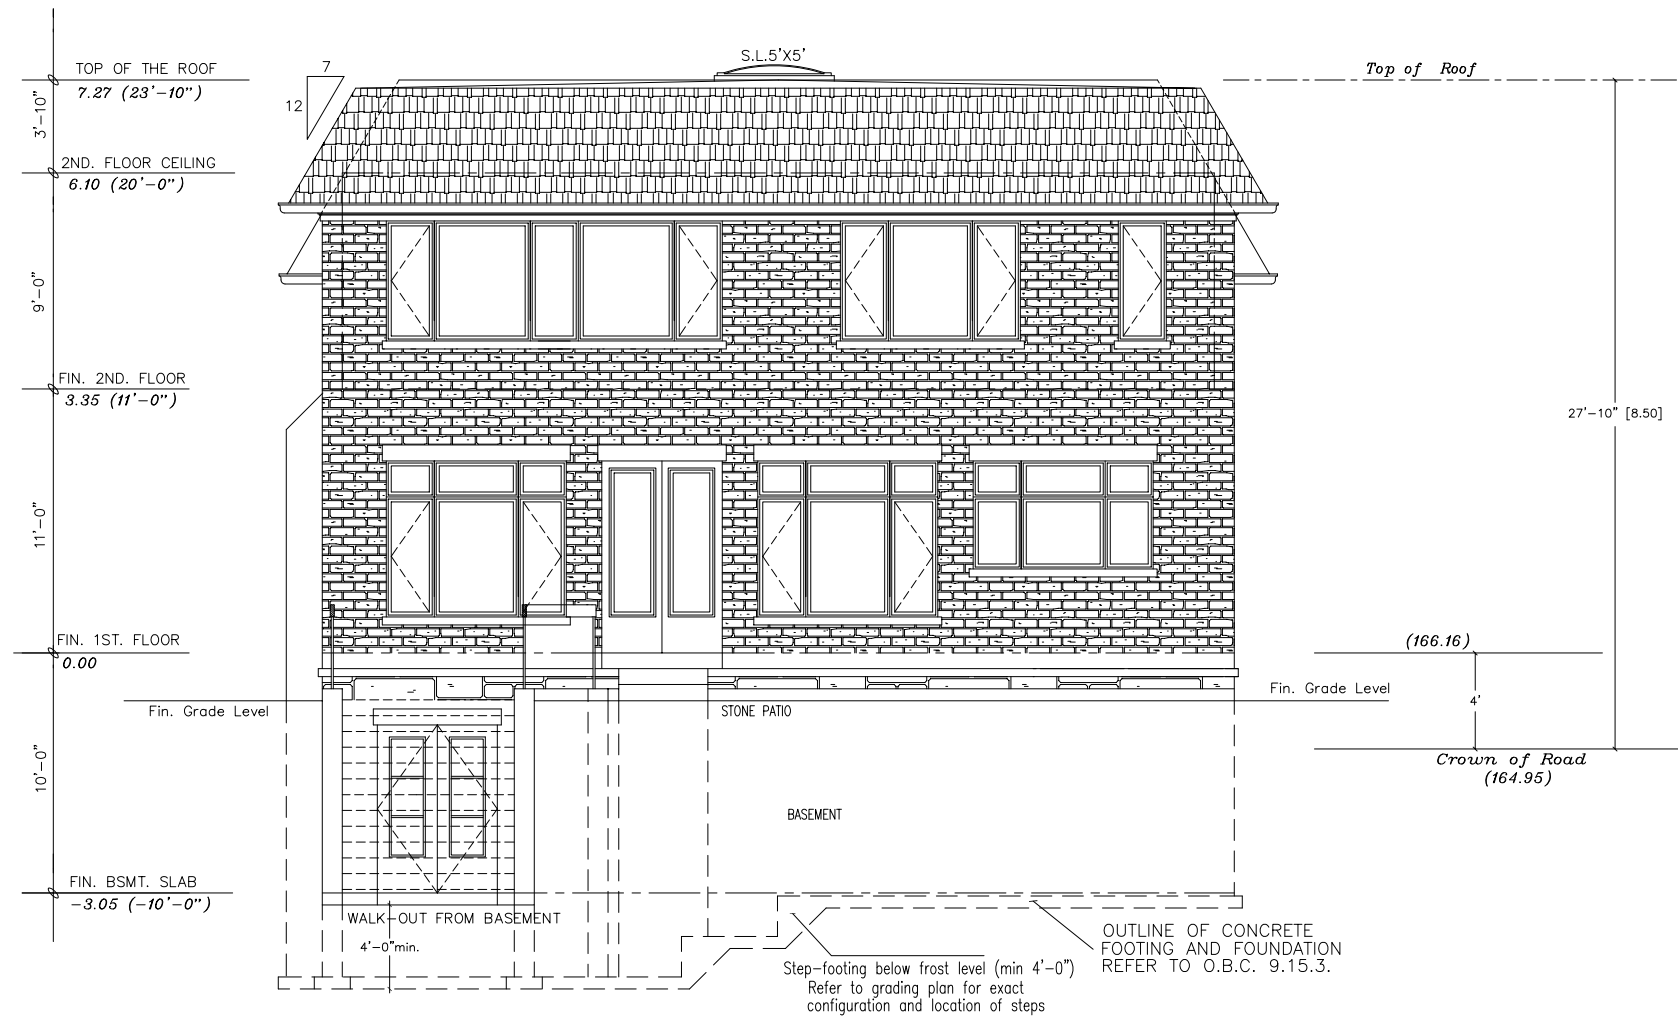 S.L.5'X5'
7
12
TOP OF THE ROOF
7.27 (23'-10")
3'-10"
2ND. FLOOR CEILING
6.10 (20'-0")
9'-0"
FIN. 2ND. FLOOR
3.35 (11'-0")
11'-0"
FIN. 1ST. FLOOR
0.00
Fin. Grade Level
10'-0"
FIN. BSMT. SLAB
-3.05 (-10'-0")
WALK-OUT FROM BASEMENT
4'-0"min.
STONE PATIO
BASEMENT
Step-footing below frost level (min 4'-0")
Refer to grading plan for exact
configuration and location of steps
OUTLINE OF CONCRETE
FOOTING AND FOUNDATION
REFER TO O.B.C. 9.15.3.
Top of Roof
27'-10" [8.50]
(166.16)
Fin. Grade Level
4'
Crown of Road
(164.95)